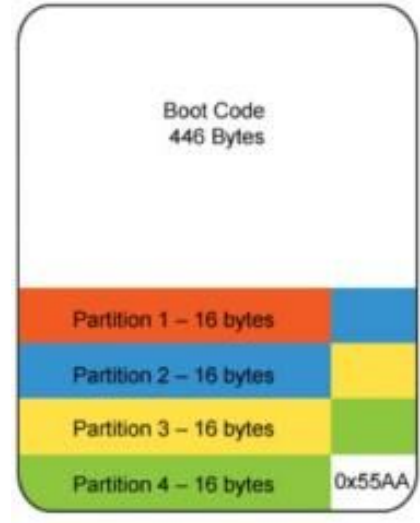 Boot Code
446 Bytes
Partition 1 – 16 bytes
Partition 2 – 16 bytes
Partition 3 – 16 bytes
Partition 4 – 16 bytes
0x55AA